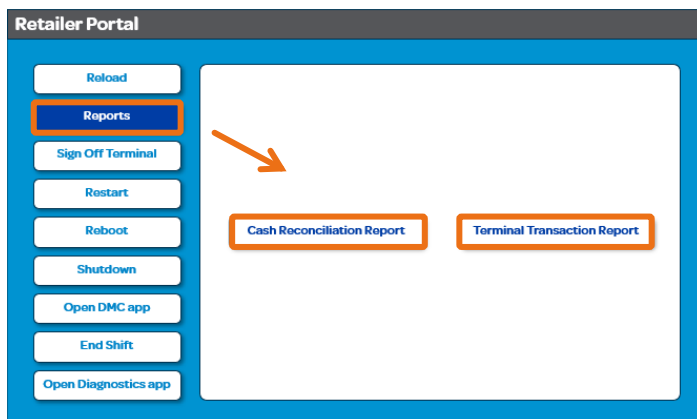 Retailer Portal
Reload
Reports
Sign Off Terminal
Restart
Reboot
Shutdown
Open DMC app
End Shift
Open Diagnostics app
Cash Reconciliation Report
Terminal Transaction Report